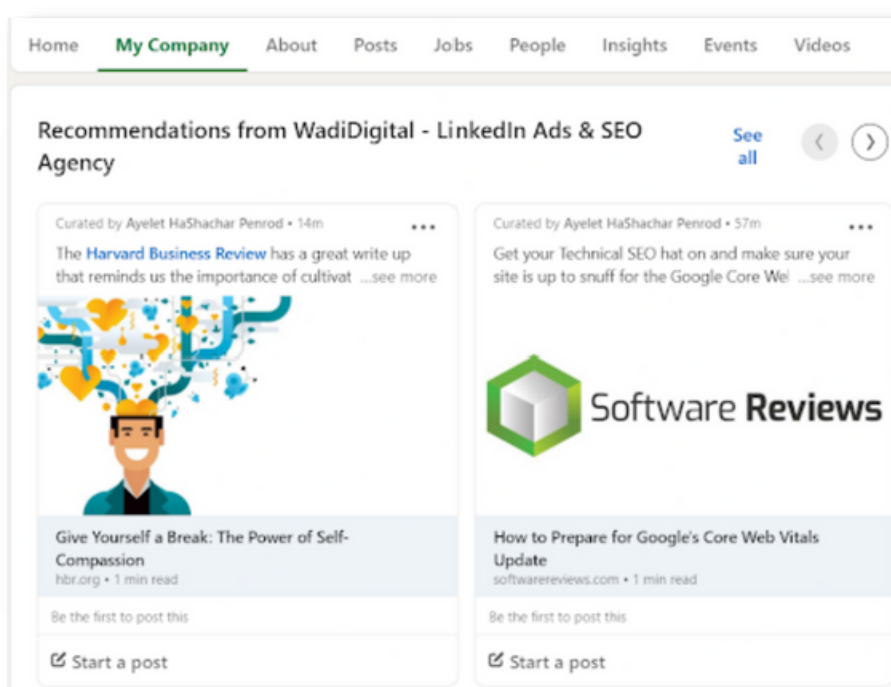 Home My Company About Posts Jobs People Insights Events Videos
Recommendations from WadiDigital - LinkedIn Ads & SEO
Agency
See
all
Curated by Ayelet HaShachar Penrod • 14m
The Harvard Business Review has a great write up
that reminds us the importance of cultivat ...see more
Give Yourself a Break: The Power of Self-
Compassion
hbr.org • 1 min read
Be the first to post this
Start a post
Curated by Ayelet HaShachar Penrod • 57m
Get your Technical SEO hat on and make sure your
site is up to snuff for the Google Core We ...see more
Software Reviews
How to Prepare for Google's Core Web Vitals
Update
softwarereviews.com • 1 min read
Be the first to post this
Start a post